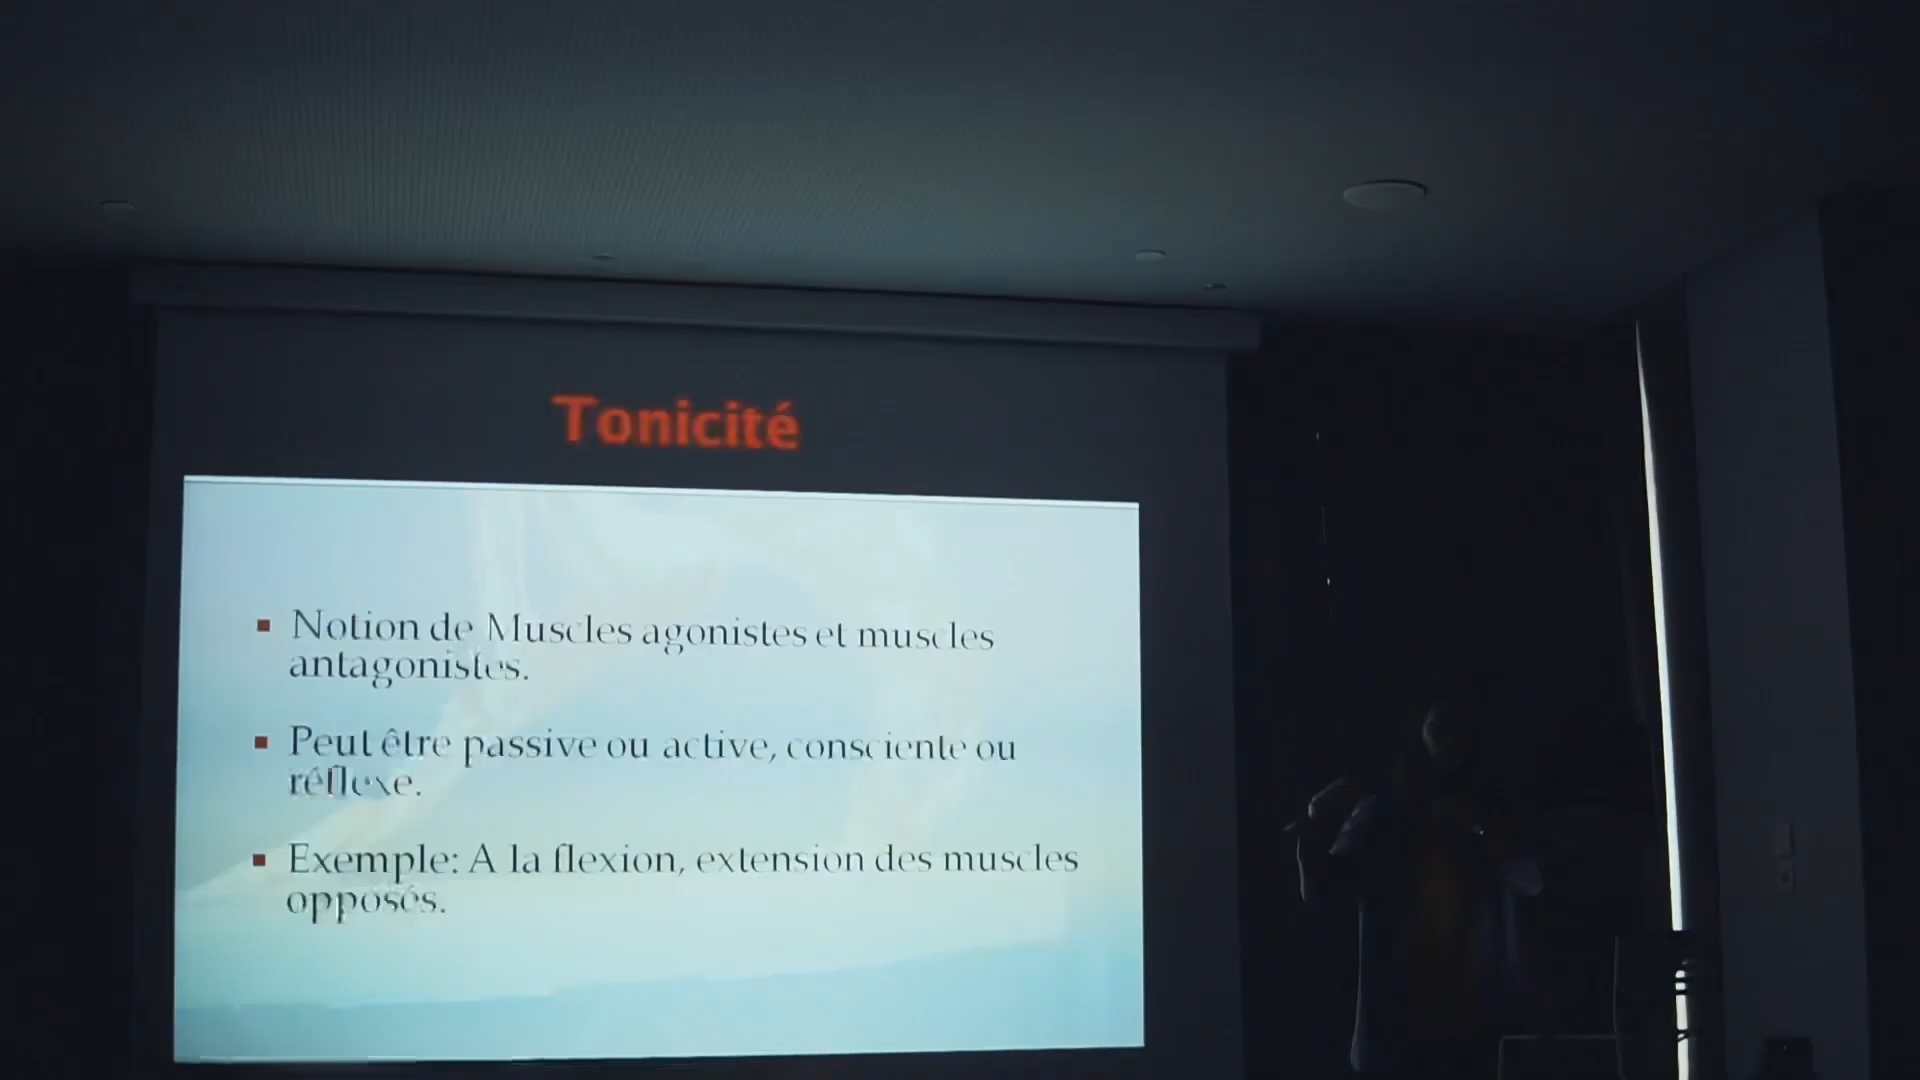 Tonicité
Notion de Muscles agonistes et muscles
antagonistes.
Peut être passive ou active, consciente ou
réflexe.
Exemple: A la flexion, extension des muscles
opposés.